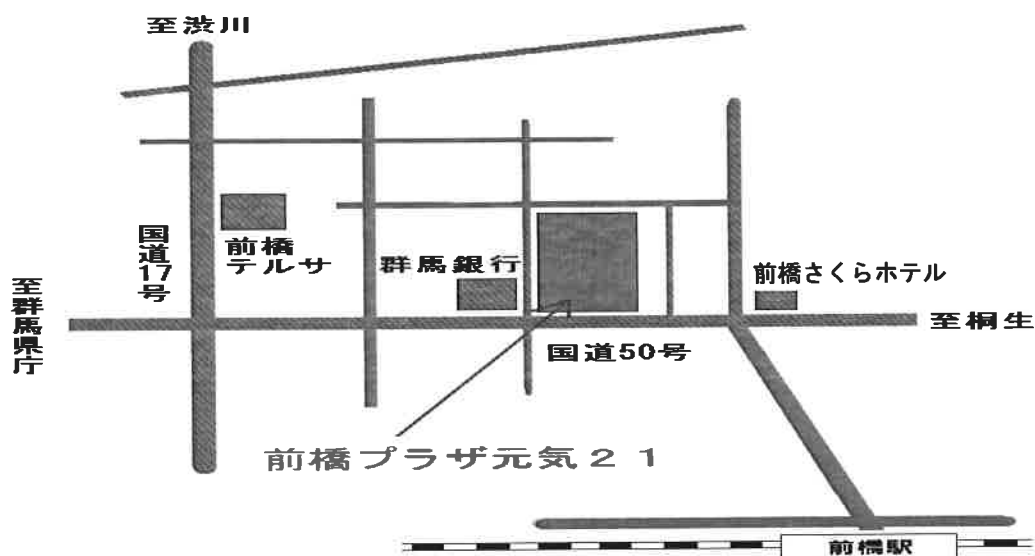 至渋川
国道17号
前橋
テルサ
群馬銀行
前橋さくらホテル
至群馬県庁
至桐生
国道50号
前橋プラザ元気21
前橋駅